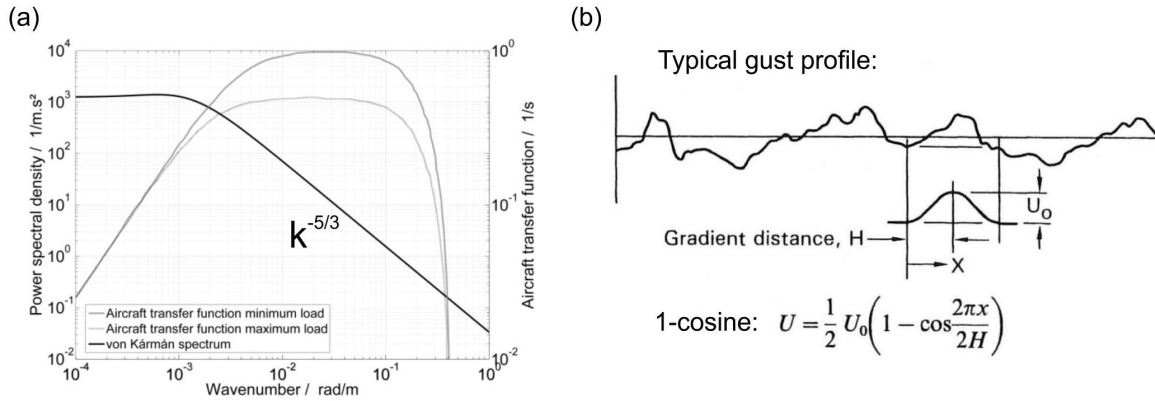 (a)
10^4
10^3
10^2
10^1
10^0
10^-1
10^-2
Power spectral density / 1/m.s²
10^0
10^-1
10^-2
Aircraft transfer function / 1/s
k^-5/3
Aircraft transfer function minimum load
Aircraft transfer function maximum load
von Kármán spectrum
10^-4 10^-3 10^-2 10^-1 10^0
Wavenumber / rad/m
(b)
Typical gust profile:
U_o
Gradient distance, H
X
1-cosine: U = 1/2 U_0 (1 − cos 2πx/2H)